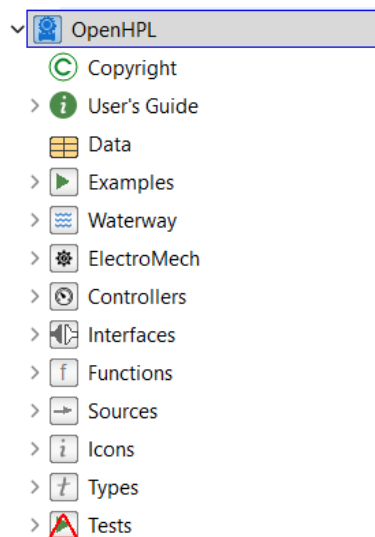 OpenHPL
Copyright
User's Guide
Data
Examples
Waterway
ElectroMech
Controllers
Interfaces
Functions
Sources
Icons
Types
Tests